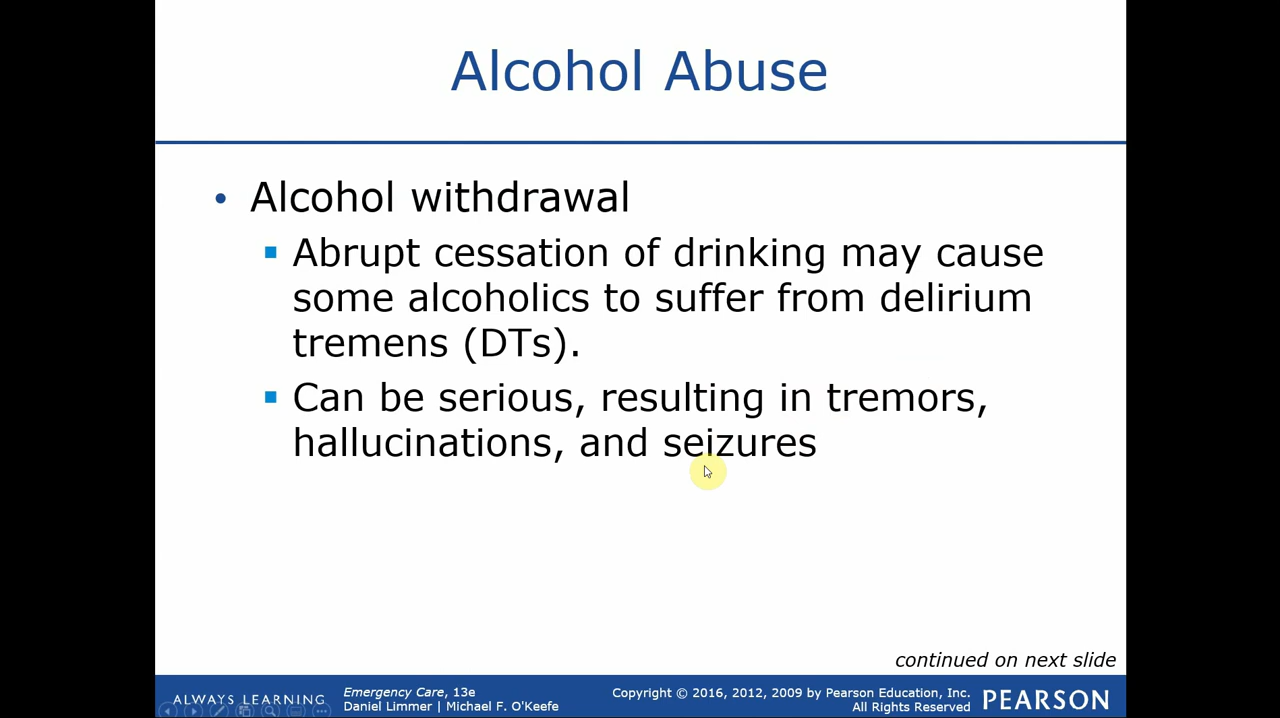 Alcohol Abuse
• Alcohol withdrawal
▪ Abrupt cessation of drinking may cause
some alcoholics to suffer from delirium
tremens (DTs).
▪ Can be serious, resulting in tremors,
hallucinations, and seizures
continued on next slide
ALWAYS LEARNING
Emergency Care, 13e
Daniel Limmer | Michael F. O'Keefe
Copyright © 2016, 2012, 2009 by Pearson Education, Inc.
All Rights Reserved
PEARSON